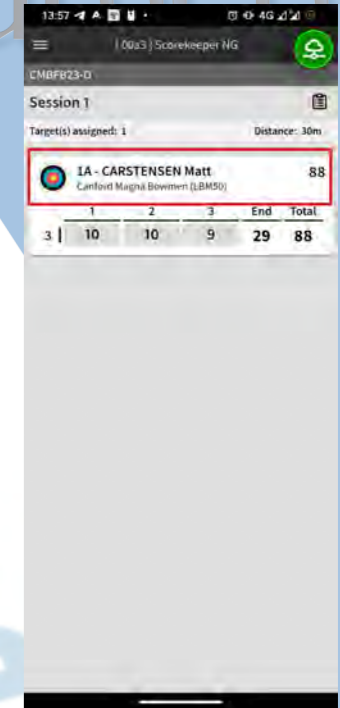 13:57 4G
| 00a3 | Scorekeeper NG
CMBFB23-D
Session 1
Target(s) assigned: 1 Distance: 30m
1A - CARSTENSEN Matt 88
Canford Magna Bowmen (LBM50)
1 2 3 End Total
3 10 10 9 29 88